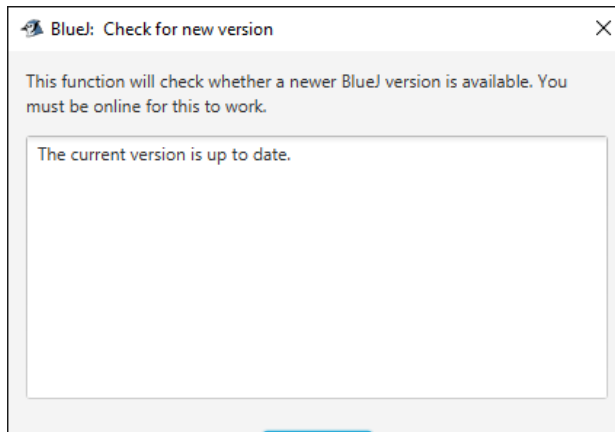 BlueJ: Check for new version
This function will check whether a newer BlueJ version is available. You
must be online for this to work.
The current version is up to date.